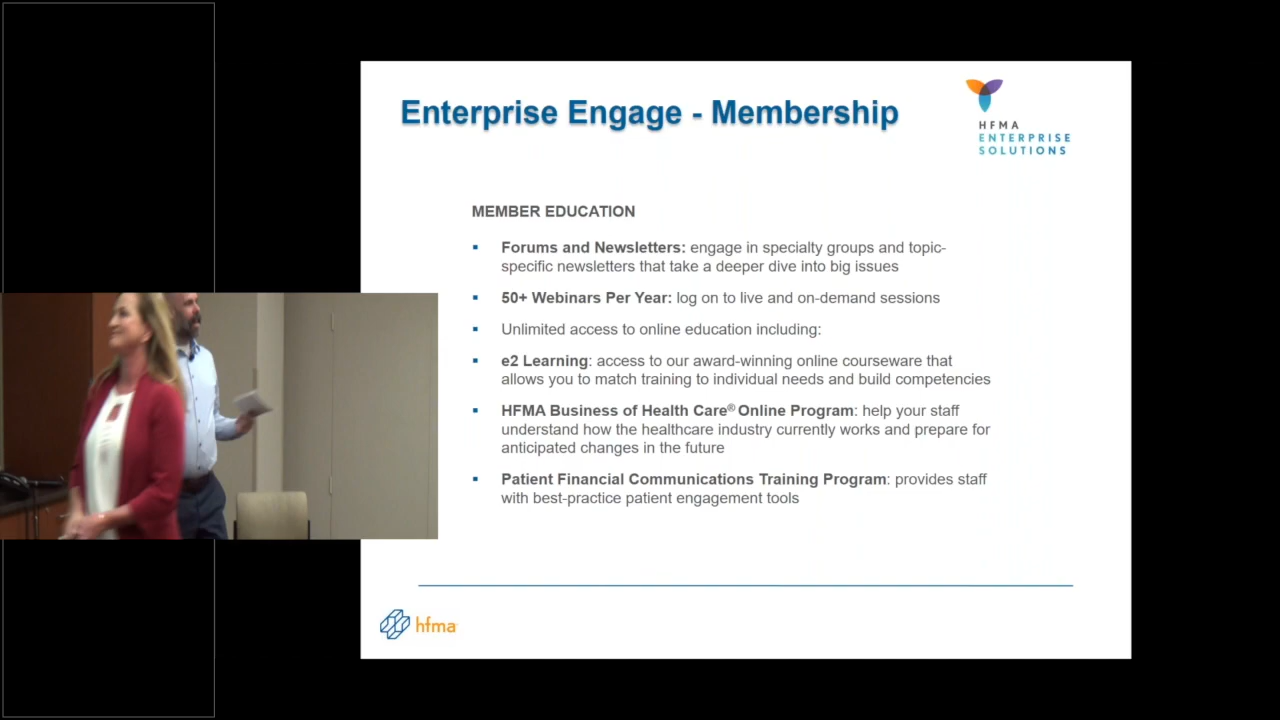 Enterprise Engage - Membership
HFMA
ENTERPRISE
SOLUTIONS
MEMBER EDUCATION
▪ Forums and Newsletters: engage in specialty groups and topic-
specific newsletters that take a deeper dive into big issues
▪ 50+ Webinars Per Year: log on to live and on-demand sessions
▪ Unlimited access to online education including:
▪ e2 Learning: access to our award-winning online courseware that
allows you to match training to individual needs and build competencies
▪ HFMA Business of Health Care® Online Program: help your staff
understand how the healthcare industry currently works and prepare for
anticipated changes in the future
▪ Patient Financial Communications Training Program: provides staff
with best-practice patient engagement tools
hfma